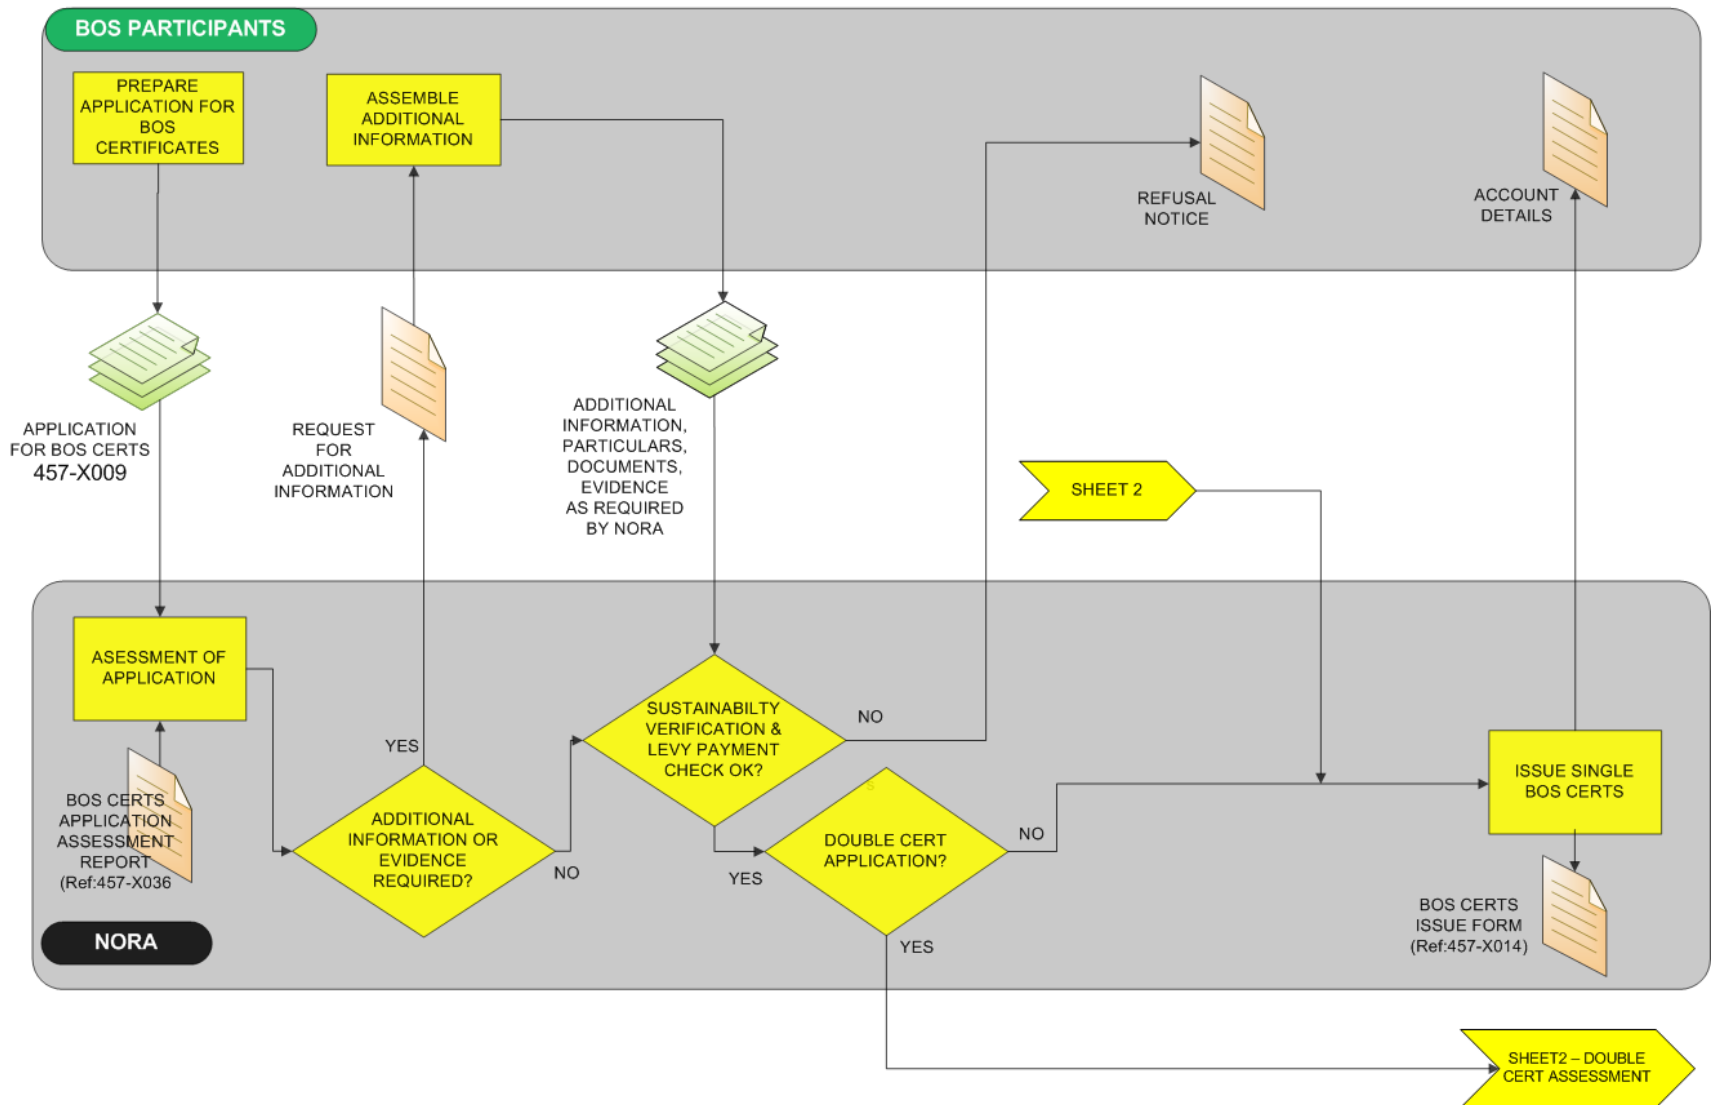 BOS PARTICIPANTS
PREPARE
APPLICATION FOR
BOS
CERTIFICATES
ASSEMBLE
ADDITIONAL
INFORMATION
REFUSAL
NOTICE
ACCOUNT
DETAILS
APPLICATION
FOR BOS CERTS
457-X009
REQUEST
FOR
ADDITIONAL
INFORMATION
ADDITIONAL
INFORMATION,
PARTICULARS,
DOCUMENTS,
EVIDENCE
AS REQUIRED
BY NORA
SHEET 2
ASESSMENT OF
APPLICATION
BOS CERTS
APPLICATION
ASSESSMENT
REPORT
(Ref:457-X036
YES
ADDITIONAL
INFORMATION OR
EVIDENCE
REQUIRED?
NO
SUSTAINABILTY
VERIFICATION &
LEVY PAYMENT
CHECK OK?
NO
YES
S
DOUBLE CERT
APPLICATION?
NO
YES
ISSUE SINGLE
BOS CERTS
BOS CERTS
ISSUE FORM
(Ref:457-X014)
NORA
SHEET2 – DOUBLE
CERT ASSESSMENT